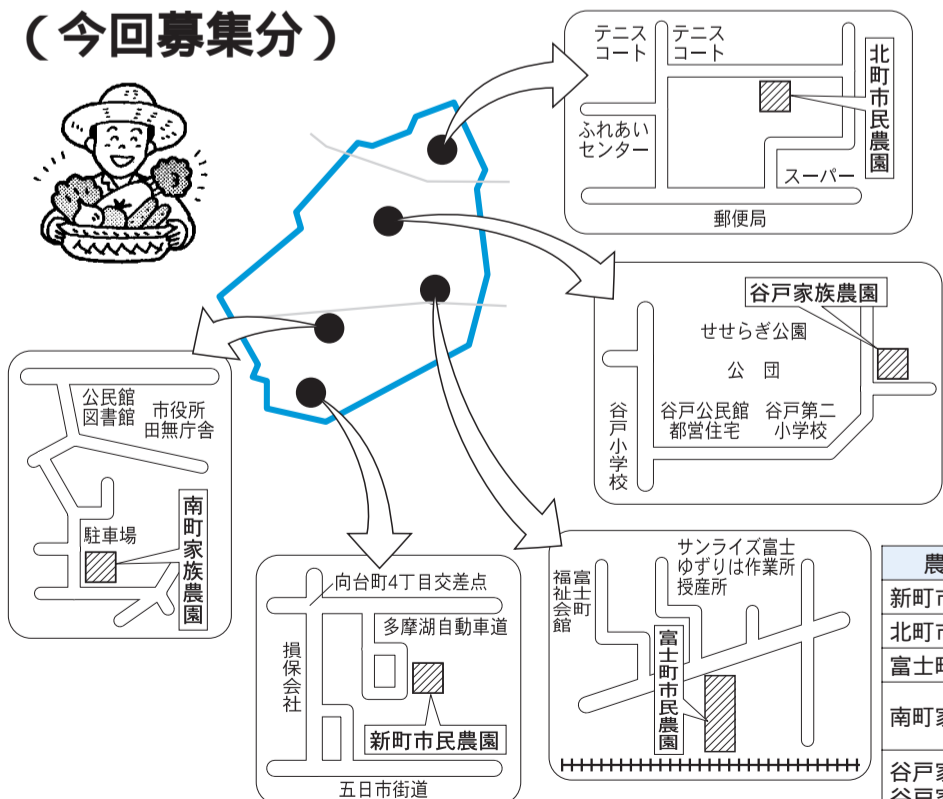 （今回募集分）
テニス
コート
テニス
コート
北町市民農園
ふれあい
センター
スーパー
郵便局
谷戸家族農園
せせらぎ公園
公　団
谷戸小学校
谷戸公民館
都営住宅
谷戸第二
小学校
公民館
図書館
市役所
田無庁舎
駐車場
南町家族農園
向台町4丁目交差点
多摩湖自動車道
損保会社
新町市民農園
五日市街道
サンライズ富士
ゆずりは作業所
授産所
富士町
福祉会館
富士町市民農園
農
新町市
北町市
富士町
南町家
谷戸家